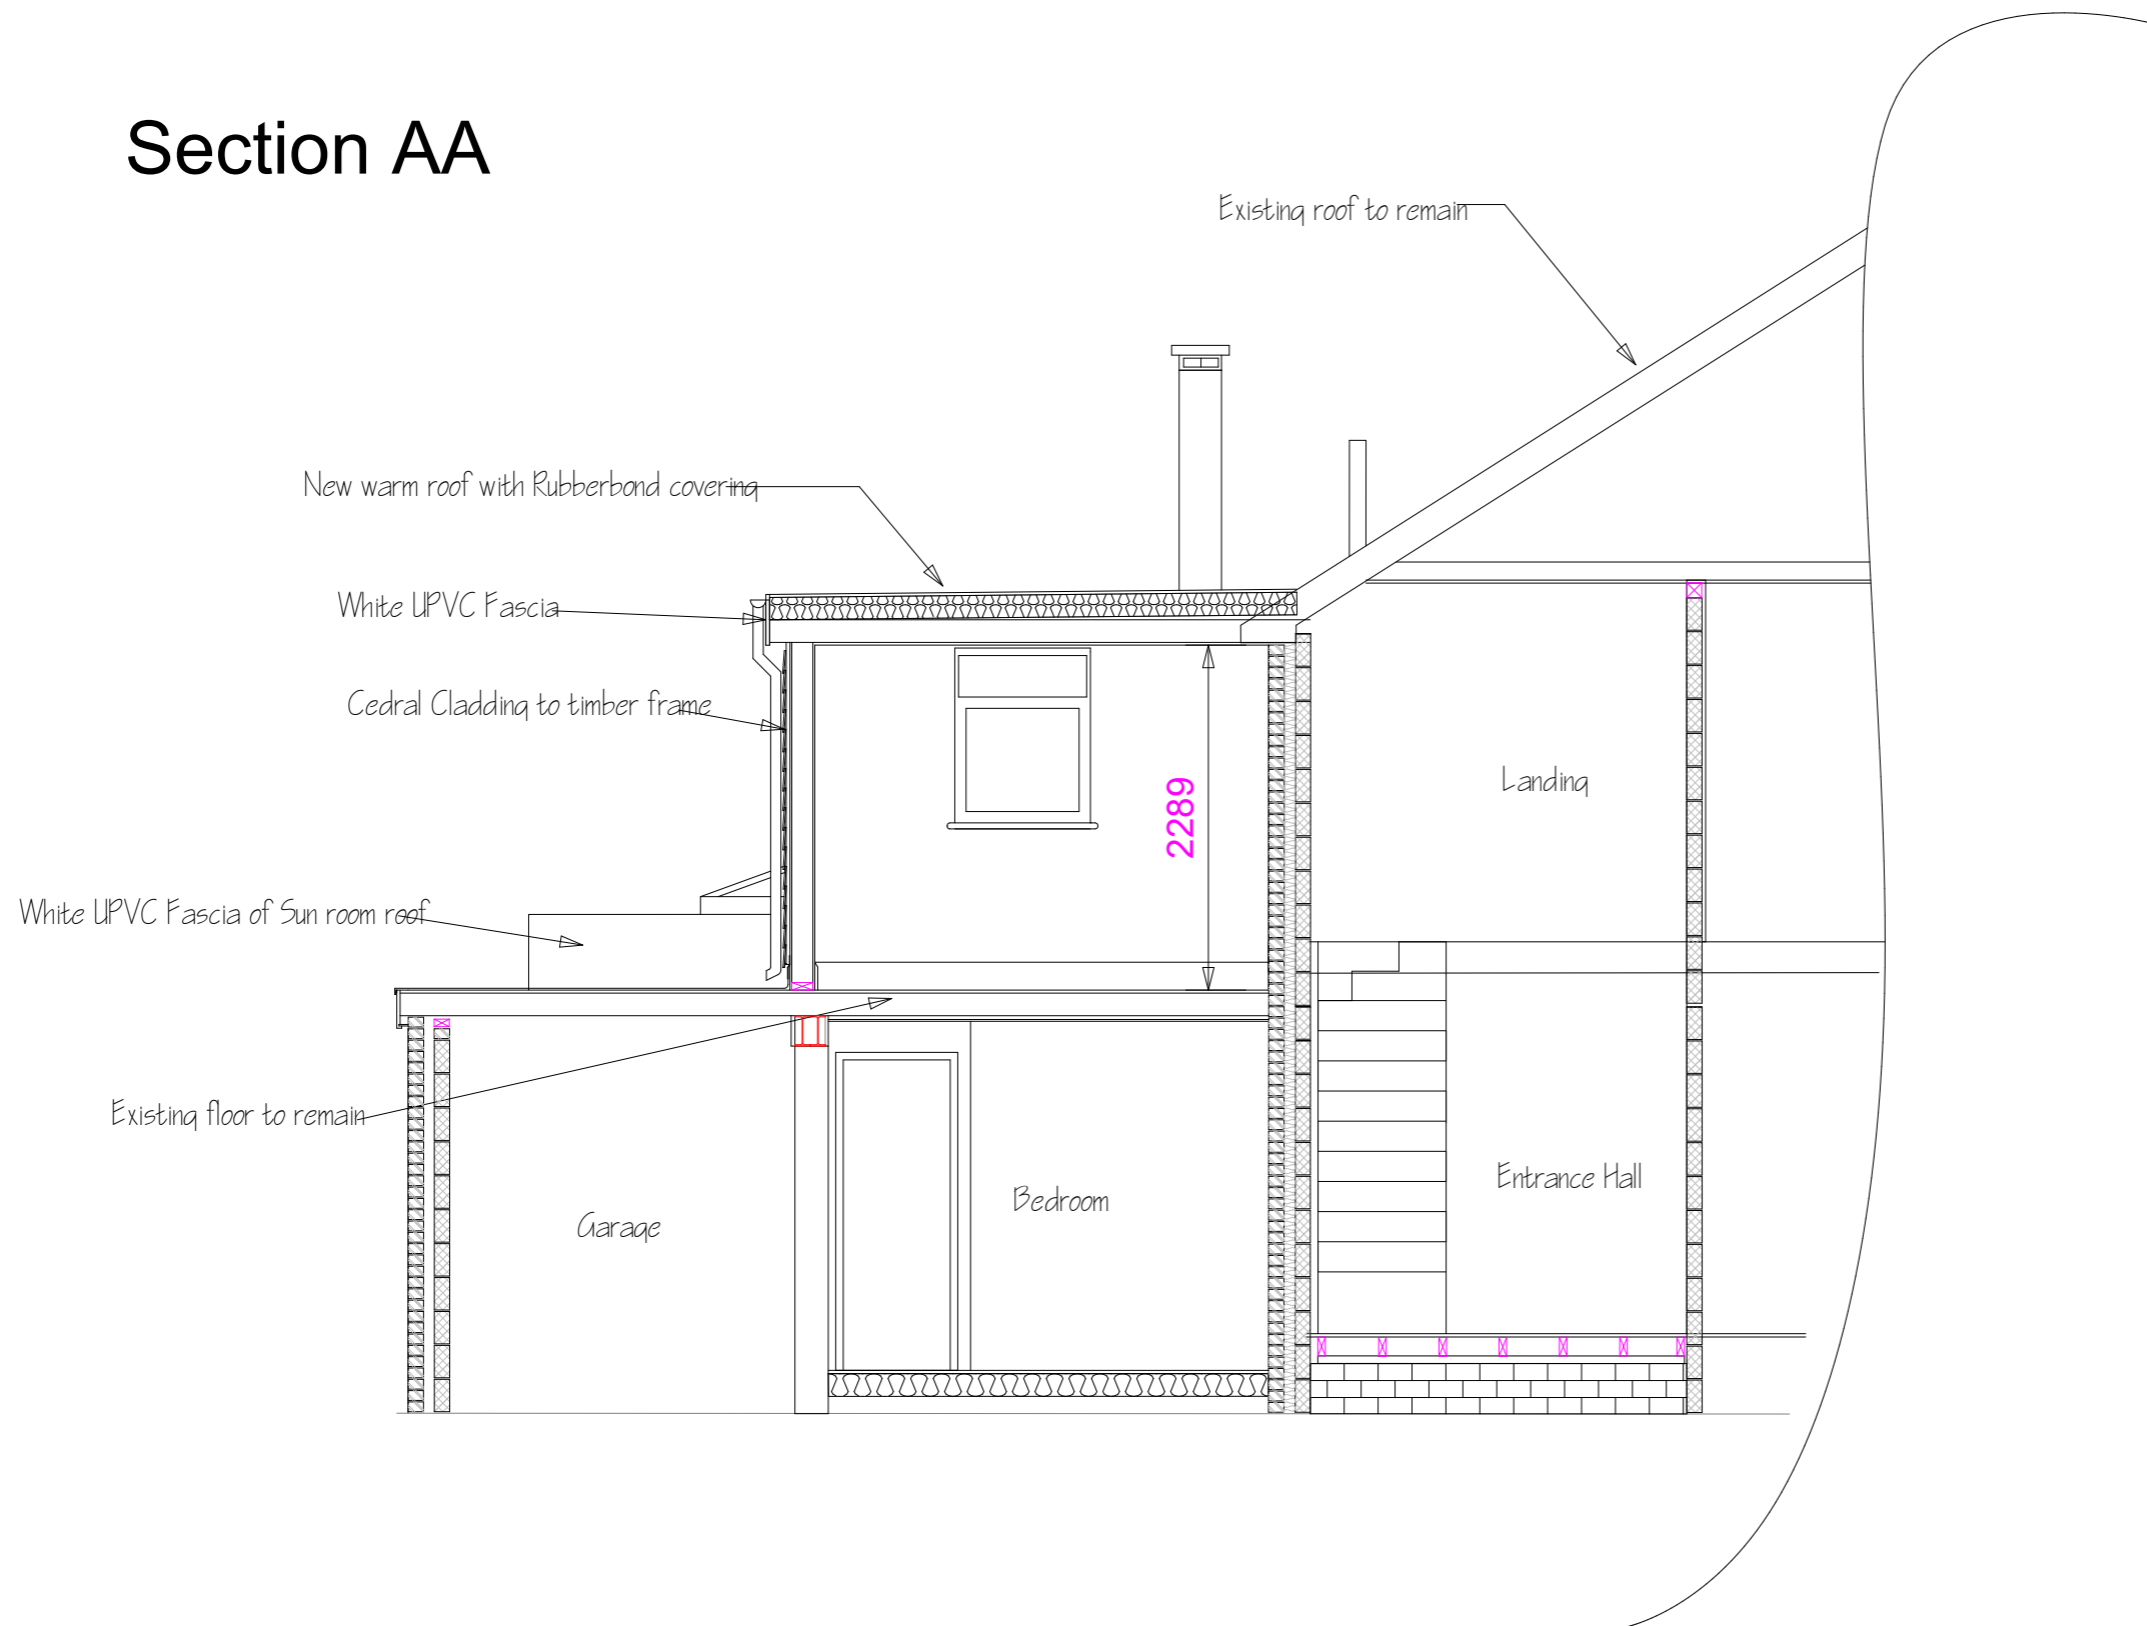 Section AA
Existing roof to remain
New warm roof with Rubberbond covering
White UPVC Fascia
Cedral Cladding to timber frame
2289
Landing
White UPVC Fascia of Sun room roof
Existing floor to remain
Garage
Bedroom
Entrance Hall